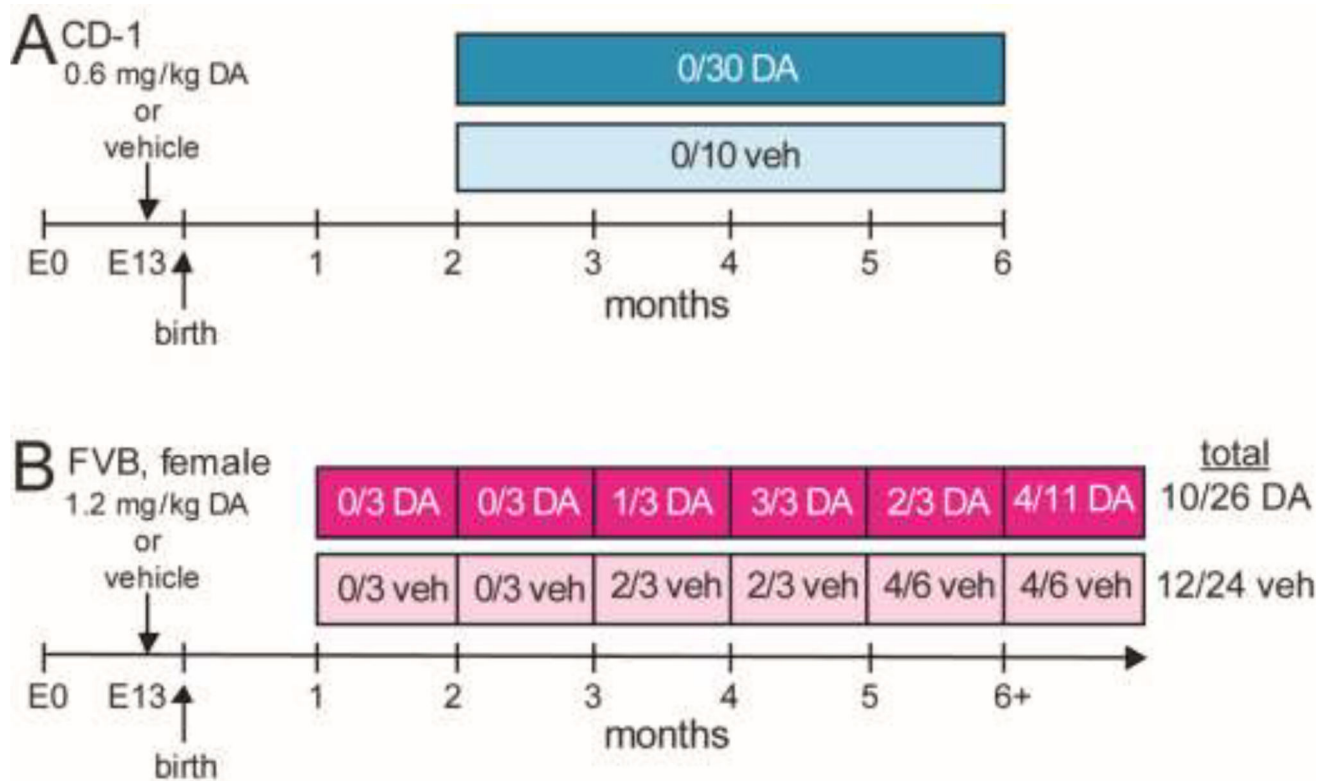 A CD-1
0.6 mg/kg DA
or
vehicle
0/30 DA
0/10 veh
E0 E13 1 2 3 4 5 6
months
birth
B FVB, female
1.2 mg/kg DA
or
vehicle
total
0/3 DA 0/3 DA 1/3 DA 3/3 DA 2/3 DA 4/11 DA 10/26 DA
0/3 veh 0/3 veh 2/3 veh 2/3 veh 4/6 veh 4/6 veh 12/24 veh
E0 E13 1 2 3 4 5 6+
months
birth